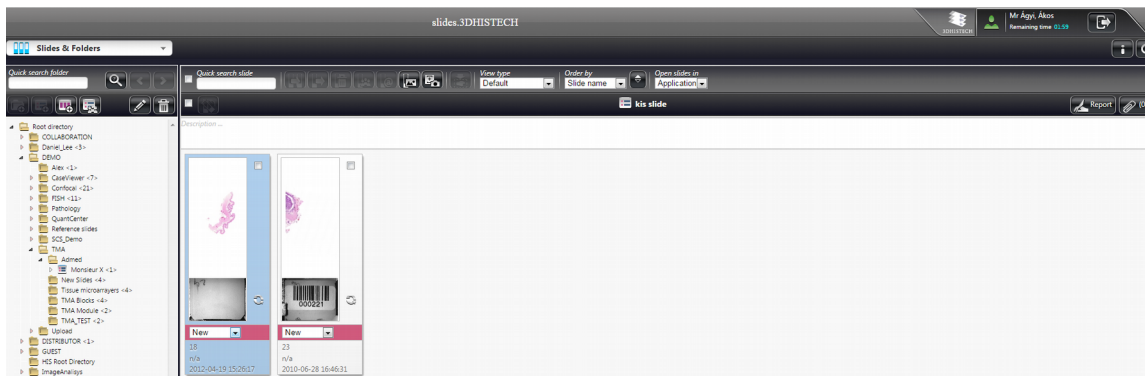 slides.3DHISTECH
3DHISTECH
Mr Ágyi, Ákos
Remaining time 01:59
Slides & Folders
Quick search folder
Quick search slide
View type
Default
Order by
Slide name
Open slides in
Application
kis slide
Report
(0
Description ...
Root directory
COLLABORATION
Daniel_Lee <3>
DEMO
Alex <1>
CaseViewer <7>
Confocal <21>
FISH <11>
Pathology
QuantCenter
Reference slides
SCS_Demo
TMA
Admed
Monsieur X <1>
New Slides <4>
Tissue microarrayers <4>
TMA Blocks <4>
TMA Module <2>
TMA_TEST <2>
Upload
DISTRIBUTOR <1>
GUEST
HIS Root Directory
ImageAnalisys
New
18
n/a
2012-04-19 15:26:17
000221
New
23
n/a
2010-06-28 16:46:31